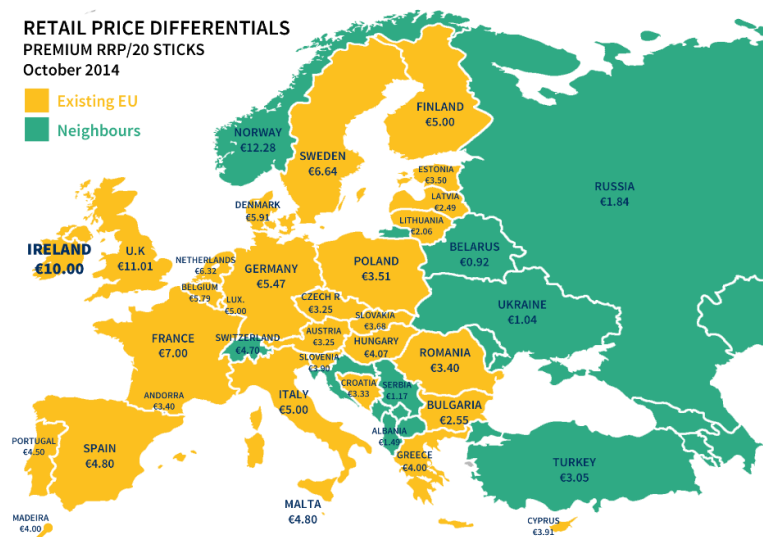 RETAIL PRICE DIFFERENTIALS
PREMIUM RRP/20 STICKS
October 2014
Existing EU
Neighbours
FINLAND
€5.00
NORWAY
€12.28
SWEDEN
€6.64
ESTONIA
€3.50
RUSSIA
€1.84
LATVIA
€2.49
DENMARK
€5.91
LITHUANIA
€2.06
IRELAND
€10.00
U.K
€11.01
BELARUS
€0.92
NETHERLANDS
€6.32
GERMANY
€5.47
POLAND
€3.51
BELGIUM
€5.79
LUX.
€5.00
CZECH R
€3.25
UKRAINE
€1.04
SLOVAKIA
€3.68
FRANCE
€7.00
SWITZERLAND
€4.70
AUSTRIA
€3.25
HUNGARY
€4.07
ROMANIA
€3.40
SLOVENIA
€3.90
CROATIA
€3.33
SERBIA
€1.17
ANDORRA
€3.40
ITALY
€5.00
BULGARIA
€2.55
ALBANIA
€1.49
PORTUGAL
€4.50
SPAIN
€4.80
GREECE
€4.00
TURKEY
€3.05
MALTA
€4.80
MADEIRA
€4.00
CYPRUS
€3.91